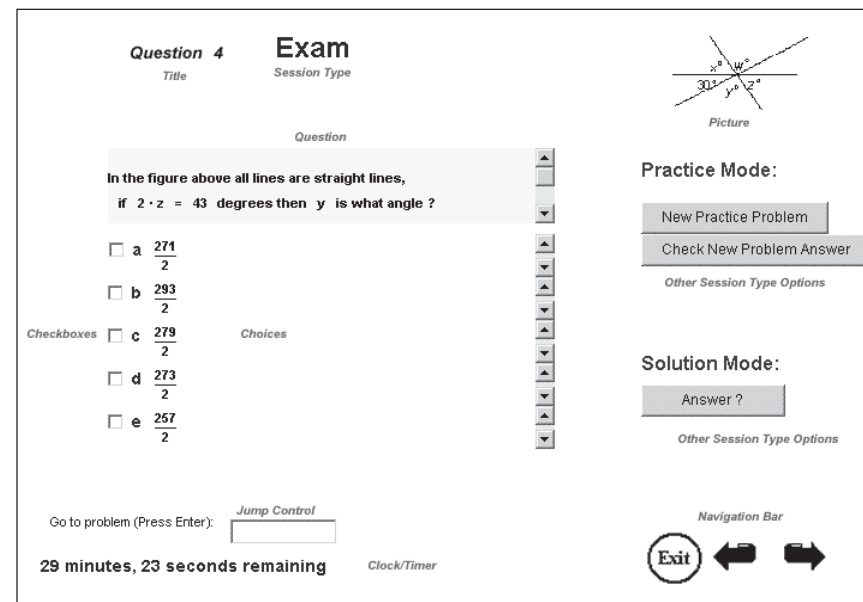 Question 4
Title
Exam
Session Type
x° w°
30° y° z°
Picture
Question
In the figure above all lines are straight lines,
if 2 · z = 43 degrees then y is what angle ?
Checkboxes
Choices
a 271/2
b 293/2
c 279/2
d 273/2
e 257/2
Practice Mode:
New Practice Problem
Check New Problem Answer
Other Session Type Options
Solution Mode:
Answer ?
Other Session Type Options
Go to problem (Press Enter):
Jump Control
29 minutes, 23 seconds remaining
Clock/Timer
Navigation Bar
Exit